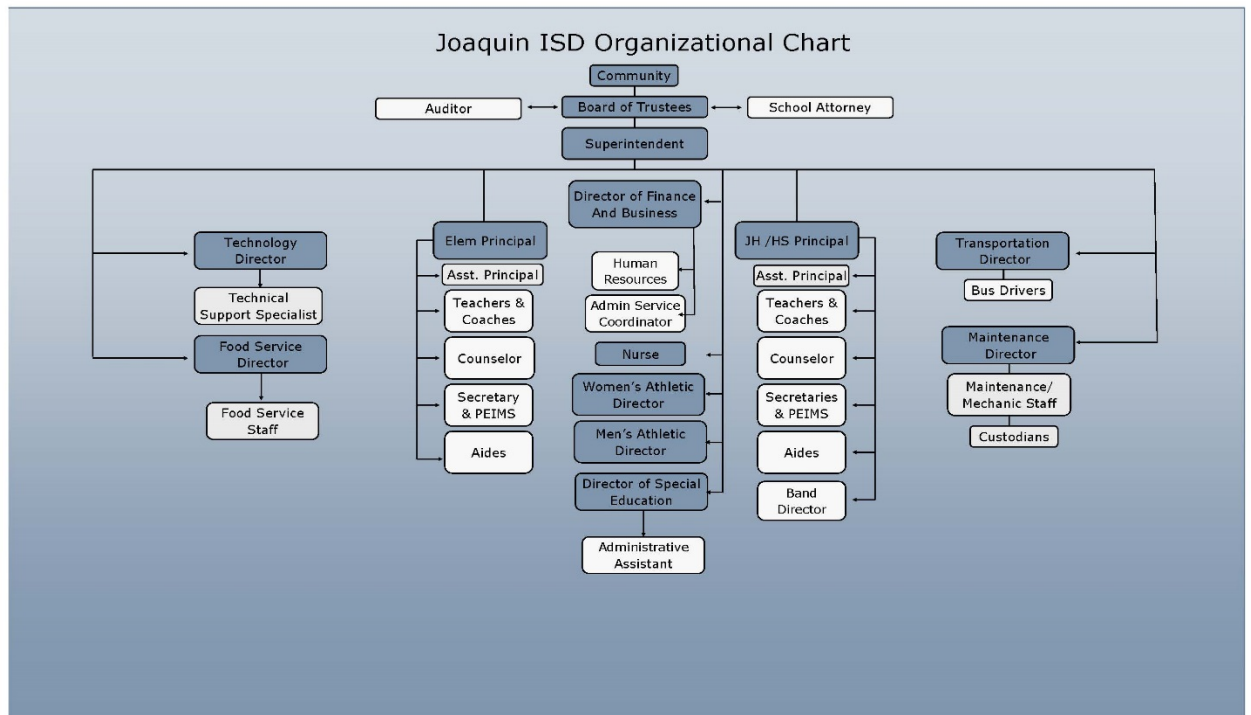 Joaquin ISD Organizational Chart
Community
Auditor
Board of Trustees
School Attorney
Superintendent
Technology
Director
Technical
Support Specialist
Food Service
Director
Food Service
Staff
Elem Principal
Asst. Principal
Teachers &
Coaches
Counselor
Secretary
& PEIMS
Aides
Director of Finance
And Business
Human
Resources
Admin Service
Coordinator
Nurse
Women's Athletic
Director
Men's Athletic
Director
Director of Special
Education
Administrative
Assistant
JH /HS Principal
Asst. Principal
Teachers &
Coaches
Counselor
Secretaries
& PEIMS
Aides
Band
Director
Transportation
Director
Bus Drivers
Maintenance
Director
Maintenance/
Mechanic Staff
Custodians